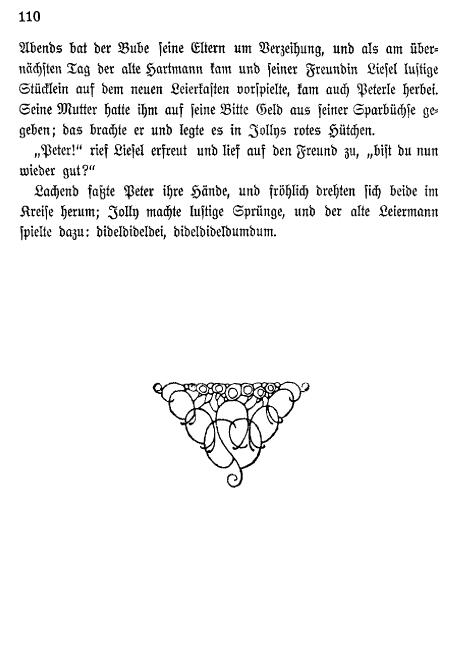 110
Abends bat der Bube ſeine Eltern um Verzeihung, und als am über-
nächſten Tag der alte Hartmann kam und ſeiner Freundin Lieſel luſtige
Stücklein auf dem neuen Leierkaſten vorſpielte, kam auch Peterle herbei.
Seine Mutter hatte ihm auf ſeine Bitte Geld aus ſeiner Sparbüchſe ge-
geben; das brachte er und legte es in Jollys rotes Hütchen.
„Peter!“ rief Lieſel erfreut und lief auf den Freund zu, „biſt du nun
wieder gut?“
Lachend faßte Peter ihre Hände, und fröhlich drehten ſich beide im
Kreiſe herum; Jolly machte luſtige Sprünge, und der alte Leiermann
ſpielte dazu: dideldideldei, dideldideldumdum.